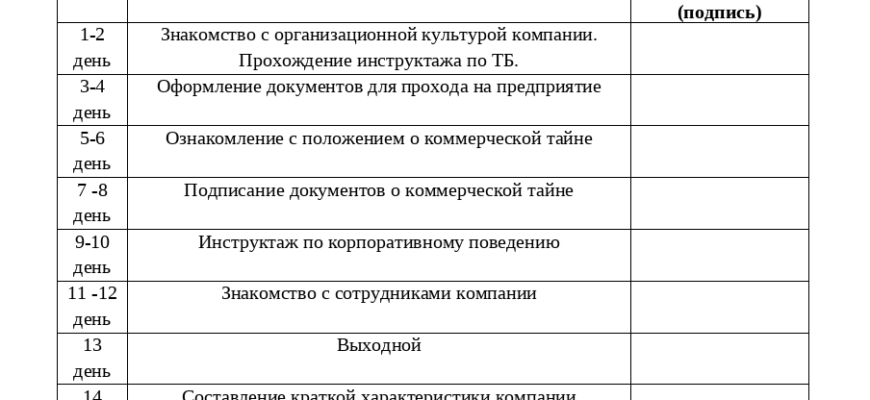 (подпись)
1-2
день
Знакомство с организационной культурой компании.
Прохождение инструктажа по ТБ.
3-4
день
Оформление документов для прохода на предприятие
5-6
день
Ознакомление с положением о коммерческой тайне
7 -8
день
Подписание документов о коммерческой тайне
9-10
день
Инструктаж по корпоративному поведению
11 -12
день
Знакомство с сотрудниками компании
13
день
Выходной
14
Составление краткой характеристики компании